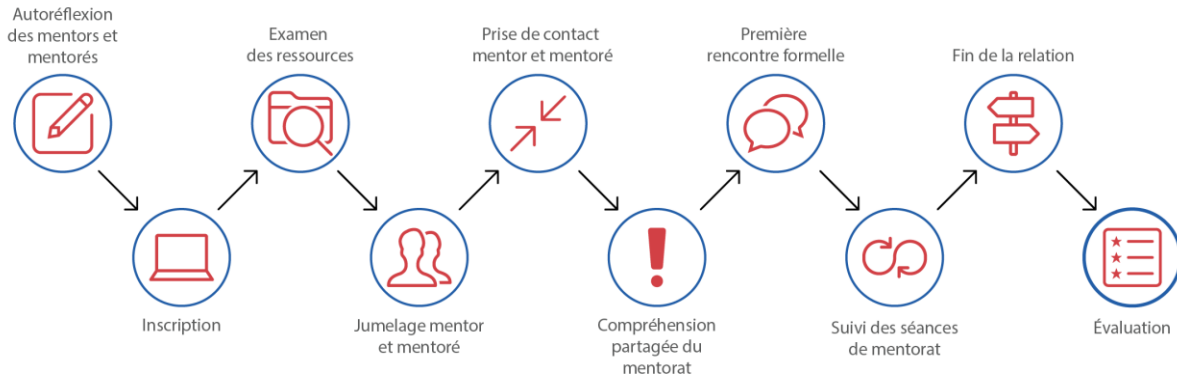 Autoréflexion
des mentors et
mentorés
Inscription
Examen
des ressources
Jumelage mentor
et mentoré
Prise de contact
mentor et mentoré
Compréhension
partagée du
mentorat
Première
rencontre formelle
Suivi des séances
de mentorat
Fin de la relation
Évaluation